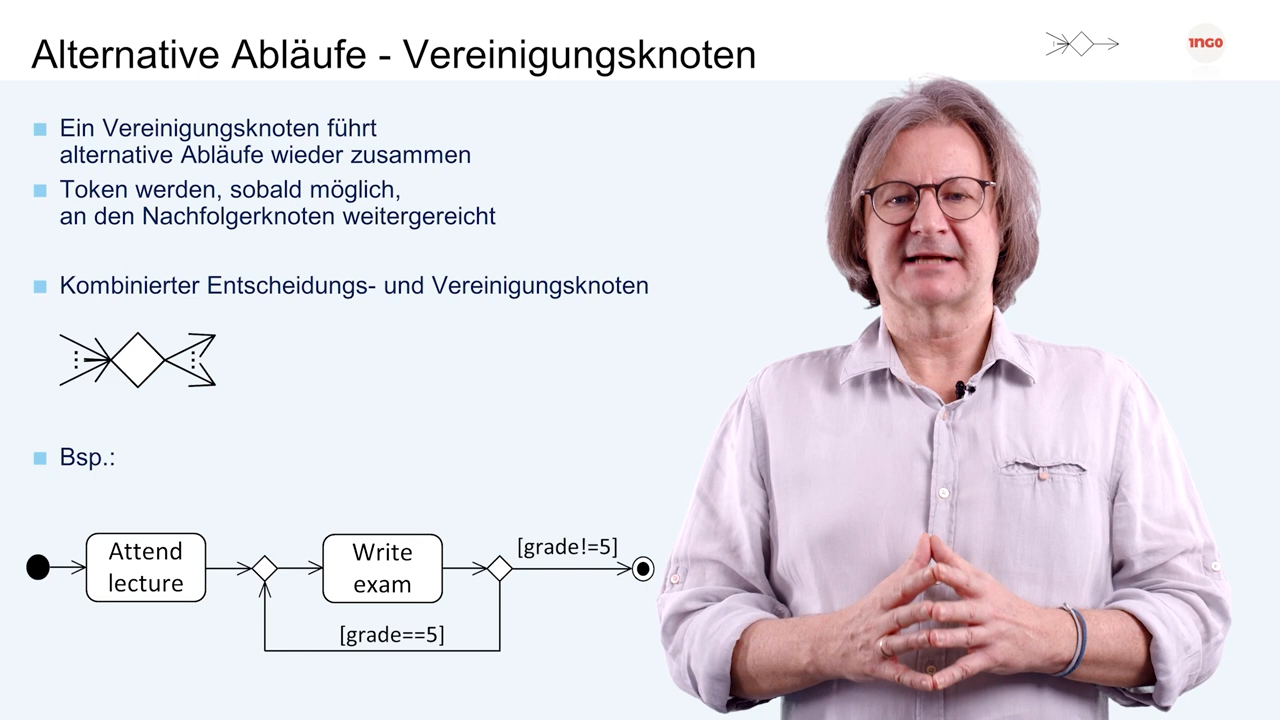 Alternative Abläufe - Vereinigungsknoten
1NGO
Ein Vereinigungsknoten führt
alternative Abläufe wieder zusammen
Token werden, sobald möglich,
an den Nachfolgerknoten weitergereicht
Kombinierter Entscheidungs- und Vereinigungsknoten
Bsp.:
Attend
lecture
Write
exam
[grade!=5]
[grade==5]